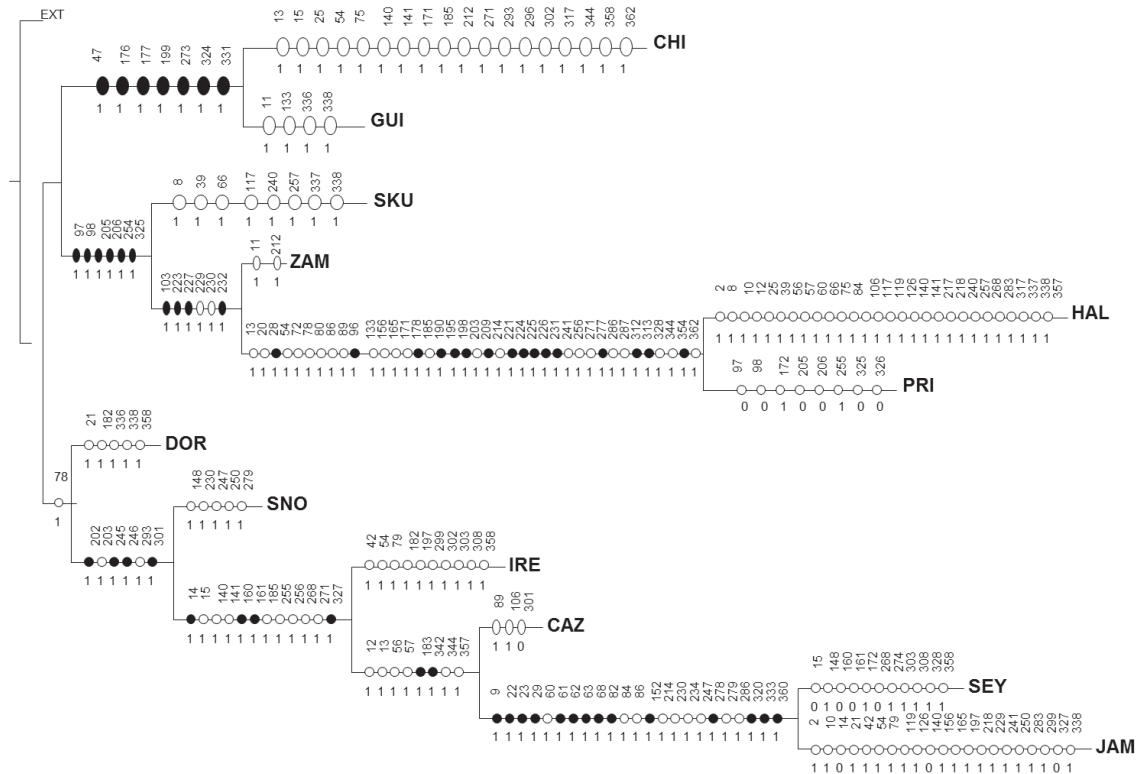 EXT
13 15 25 54 75 140 141 171 185 212 271 293 296 302 317 344 358 362
CHI
1 1 1 1 1 1 1 1 1 1 1 1 1 1 1 1 1 1
47 176 177 199 273 324 331
1 1 1 1 1 1 1
11 133 336 338
GUI
1 1 1 1
8 39 66 117 240 257 337 338
SKU
1 1 1 1 1 1 1 1
97 98 205 206 254 325
1 1 1 1 1 1
11 212
ZAM
1 1
103 223 227 229 230 232
1 1 1 1 1 1
2 8 10 12 25 39 56 57 60 66 75 84 106 117 119 126 140 141 217 218 240 257 268 283 317 337 338 357
HAL
1 1 1 1 1 1 1 1 1 1 1 1 1 1 1 1 1 1 1 1 1 1 1 1 1 1 1 1
13 20 28 54 72 78 80 86 89 96 133 156 165 171 178 185 190 195 198 203 209 214 221 224 225 226 231 241 256 271 277 286 287 312 313 328 344 354 362
1 1 1 1 1 1 1 1 1 1 1 1 1 1 1 1 1 1 1 1 1 1 1 1 1 1 1 1 1 1 1 1 1 1 1 1 1 1 1
97 98 172 205 206 255 325 326
PRI
0 0 1 0 0 1 0 0
21 182 336 338 358
DOR
1 1 1 1 1
78
1
148 230 247 250 279
SNO
1 1 1 1 1
202 203 245 246 293 301
1 1 1 1 1 1
42 54 79 182 197 299 302 303 308 358
IRE
1 1 1 1 1 1 1 1 1 1
14 15 140 141 160 161 185 255 256 268 271 327
1 1 1 1 1 1 1 1 1 1 1 1
89 106 301
CAZ
1 1 0
12 13 56 57 183 342 344 357
1 1 1 1 1 1 1 1
15 148 160 161 172 268 274 303 308 328 358
SEY
0 1 0 0 1 0 1 1 1 1 1
9 22 23 29 60 61 62 63 68 82 84 86 152 214 230 234 247 278 279 286 320 333 360
1 1 1 1 1 1 1 1 1 1 1 1 1 1 1 1 1 1 1 1 1 1 1
2 10 14 21 42 54 79 119 126 140 156 165 197 218 229 241 250 283 299 327 338
JAM
1 1 0 1 1 1 1 1 1 0 1 1 1 1 1 1 1 1 1 0 1